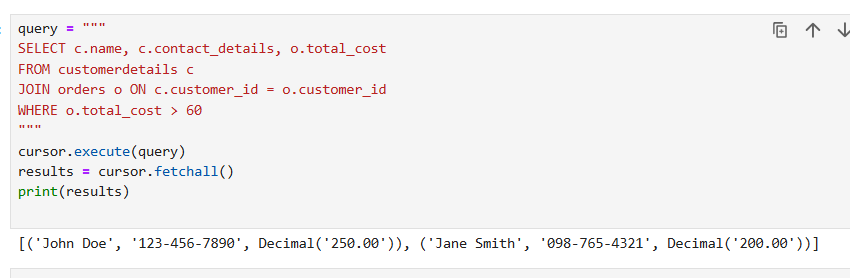 query = """
SELECT c.name, c.contact_details, o.total_cost
FROM customerdetails c
JOIN orders o ON c.customer_id = o.customer_id
WHERE o.total_cost > 60
"""
cursor.execute(query)
results = cursor.fetchall()
print(results)
[('John Doe', '123-456-7890', Decimal('250.00')), ('Jane Smith', '098-765-4321', Decimal('200.00'))]